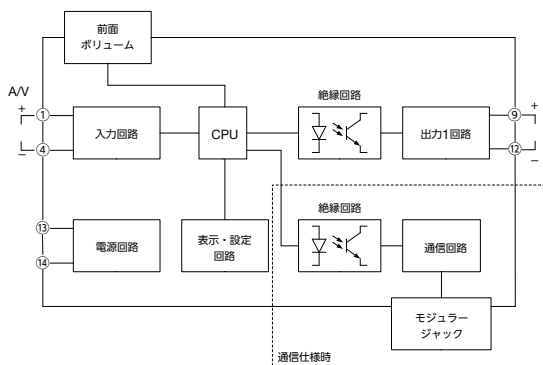 前面
ボリューム
A/V
+
①
④
−
入力回路
CPU
絶縁回路
出力1回路
⑨
+
⑫
−
⑬
⑭
電源回路
表示・設定
回路
絶縁回路
通信回路
モジュラー
ジャック
通信仕様時